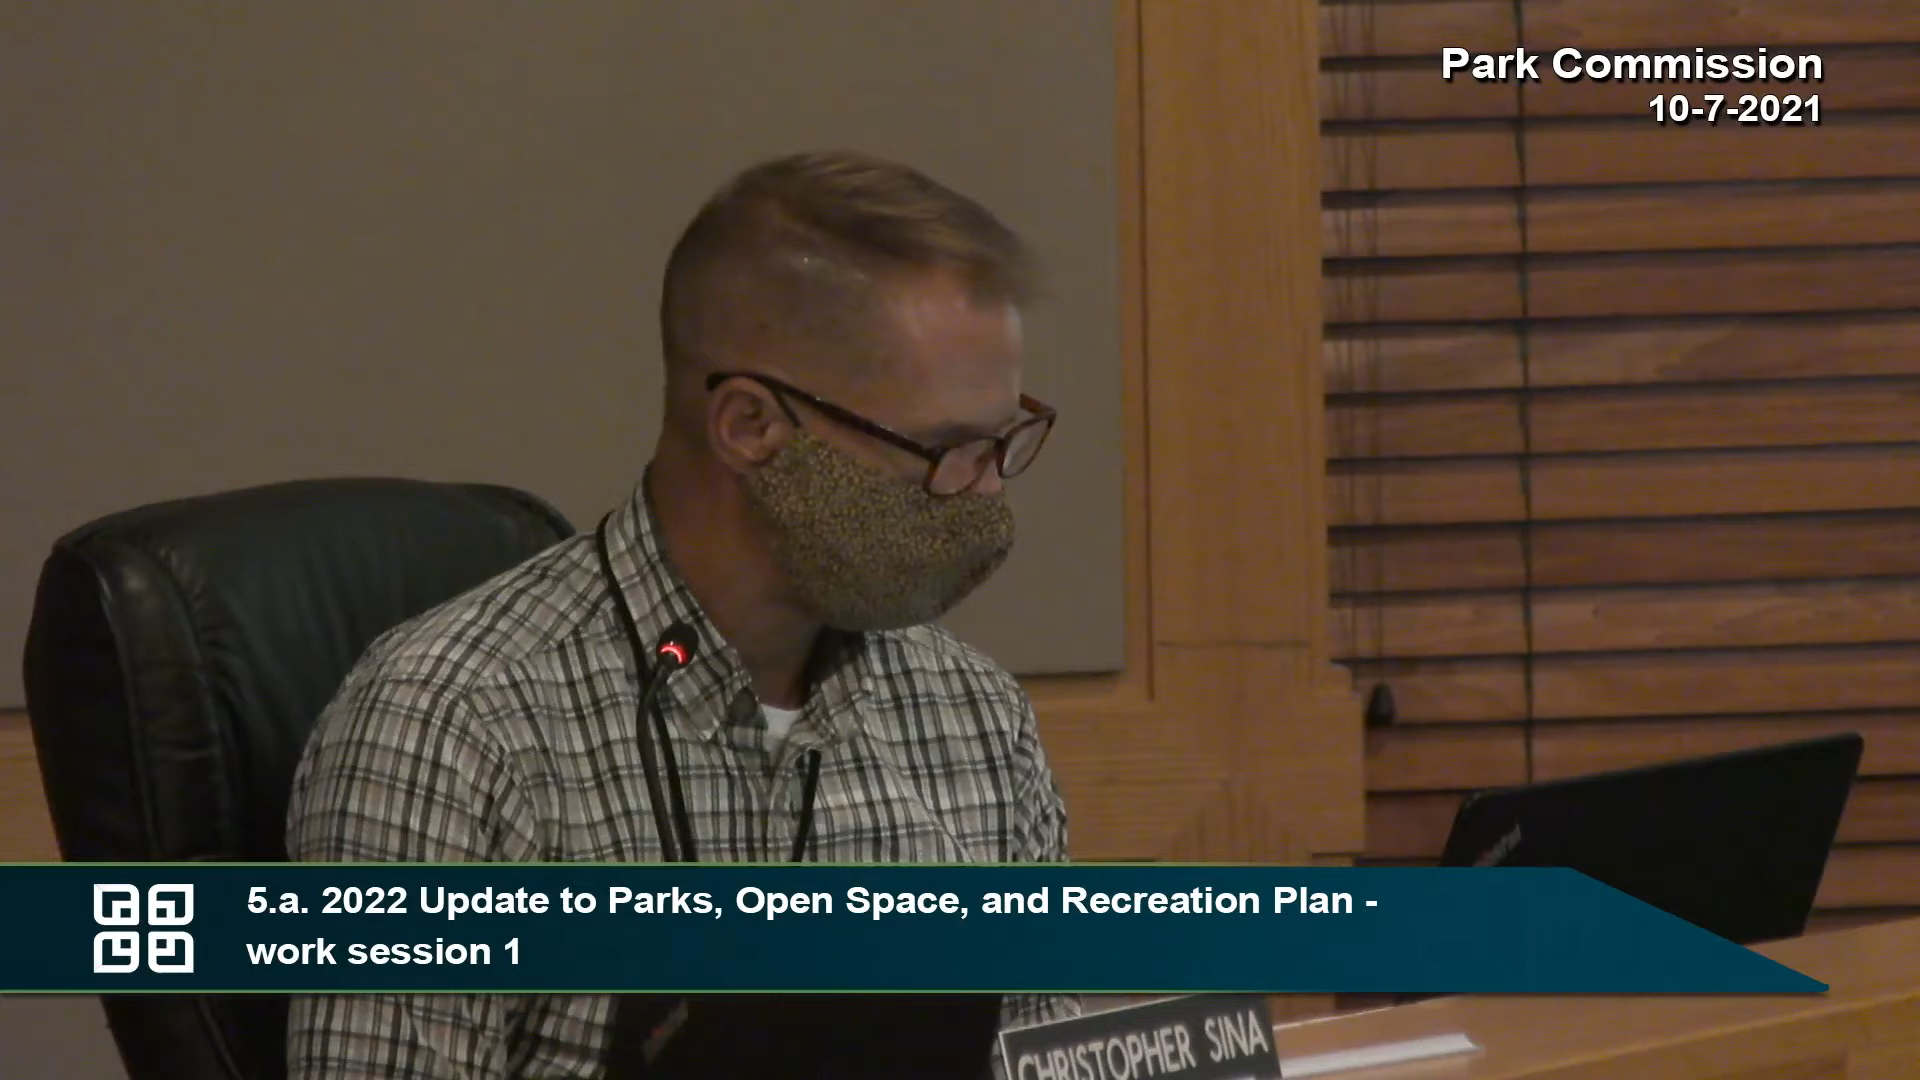 Park Commission
10-7-2021
5.a. 2022 Update to Parks, Open Space, and Recreation Plan -
work session 1
CHRISTOPHER SINA